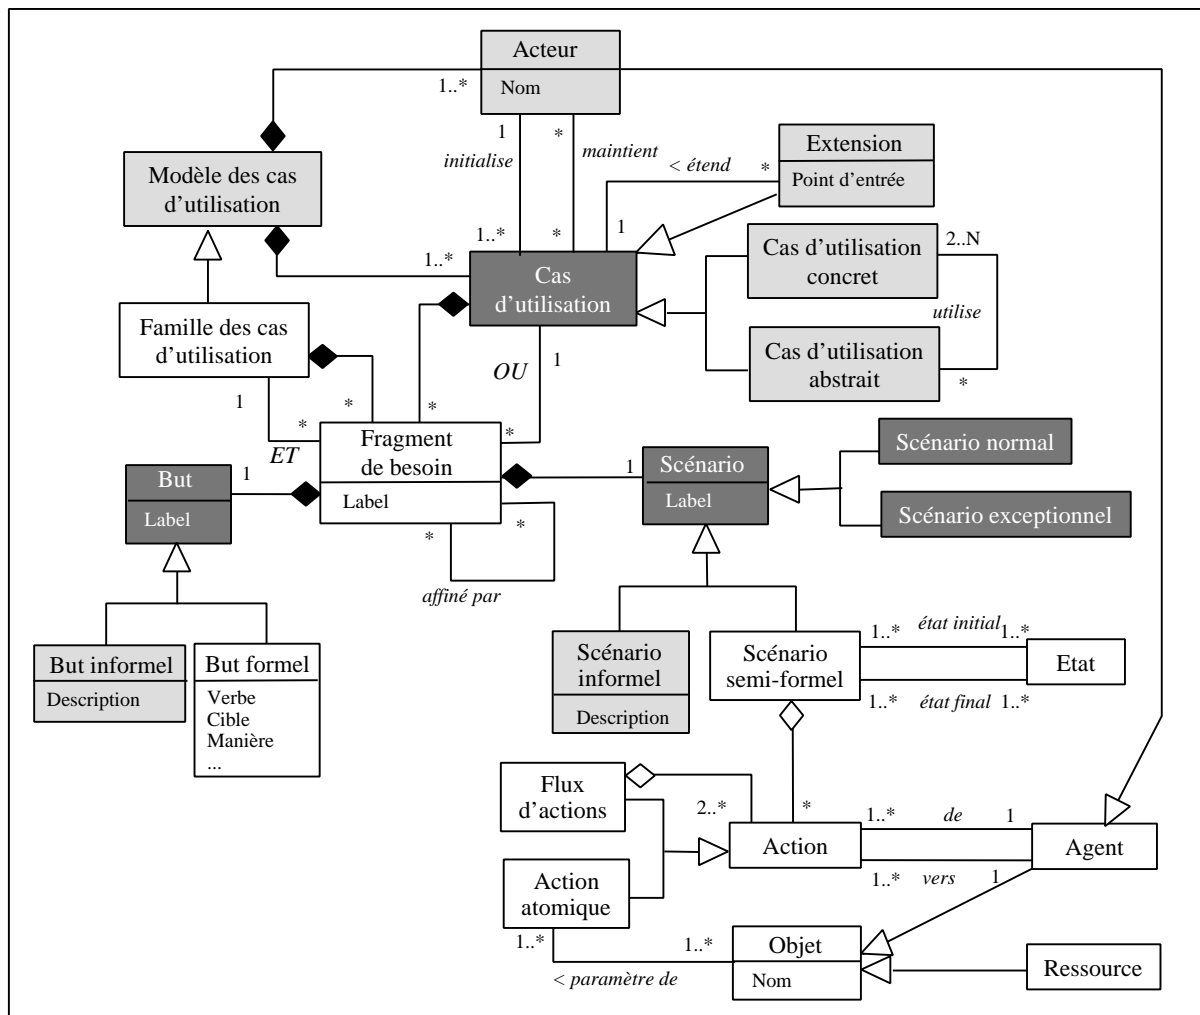 Acteur
1..*
Nom
1
*
initialise
maintient
< étend
*
Extension
Point d'entrée
Modèle des cas
d'utilisation
1..*
*
1
1..*
Cas
d'utilisation
Cas d'utilisation
concret
2..N
utilise
Cas d'utilisation
abstrait
*
Famille des cas
d'utilisation
OU
1
1
*
*
*
*
ET
Fragment
de besoin
Label
But
Label
1
1
Scénario
Label
Scénario normal
Scénario exceptionnel
*
*
affiné par
But informel
Description
But formel
Verbe
Cible
Manière
...
Scénario
informel
Description
Scénario
semi-formel
1..*
état initial
1..*
Etat
1..*
état final
1..*
Flux
d'actions
2..*
*
Action
1..*
de
1
Agent
1..*
vers
1
Action
atomique
1..*
1..*
< paramètre de
Objet
Nom
Ressource